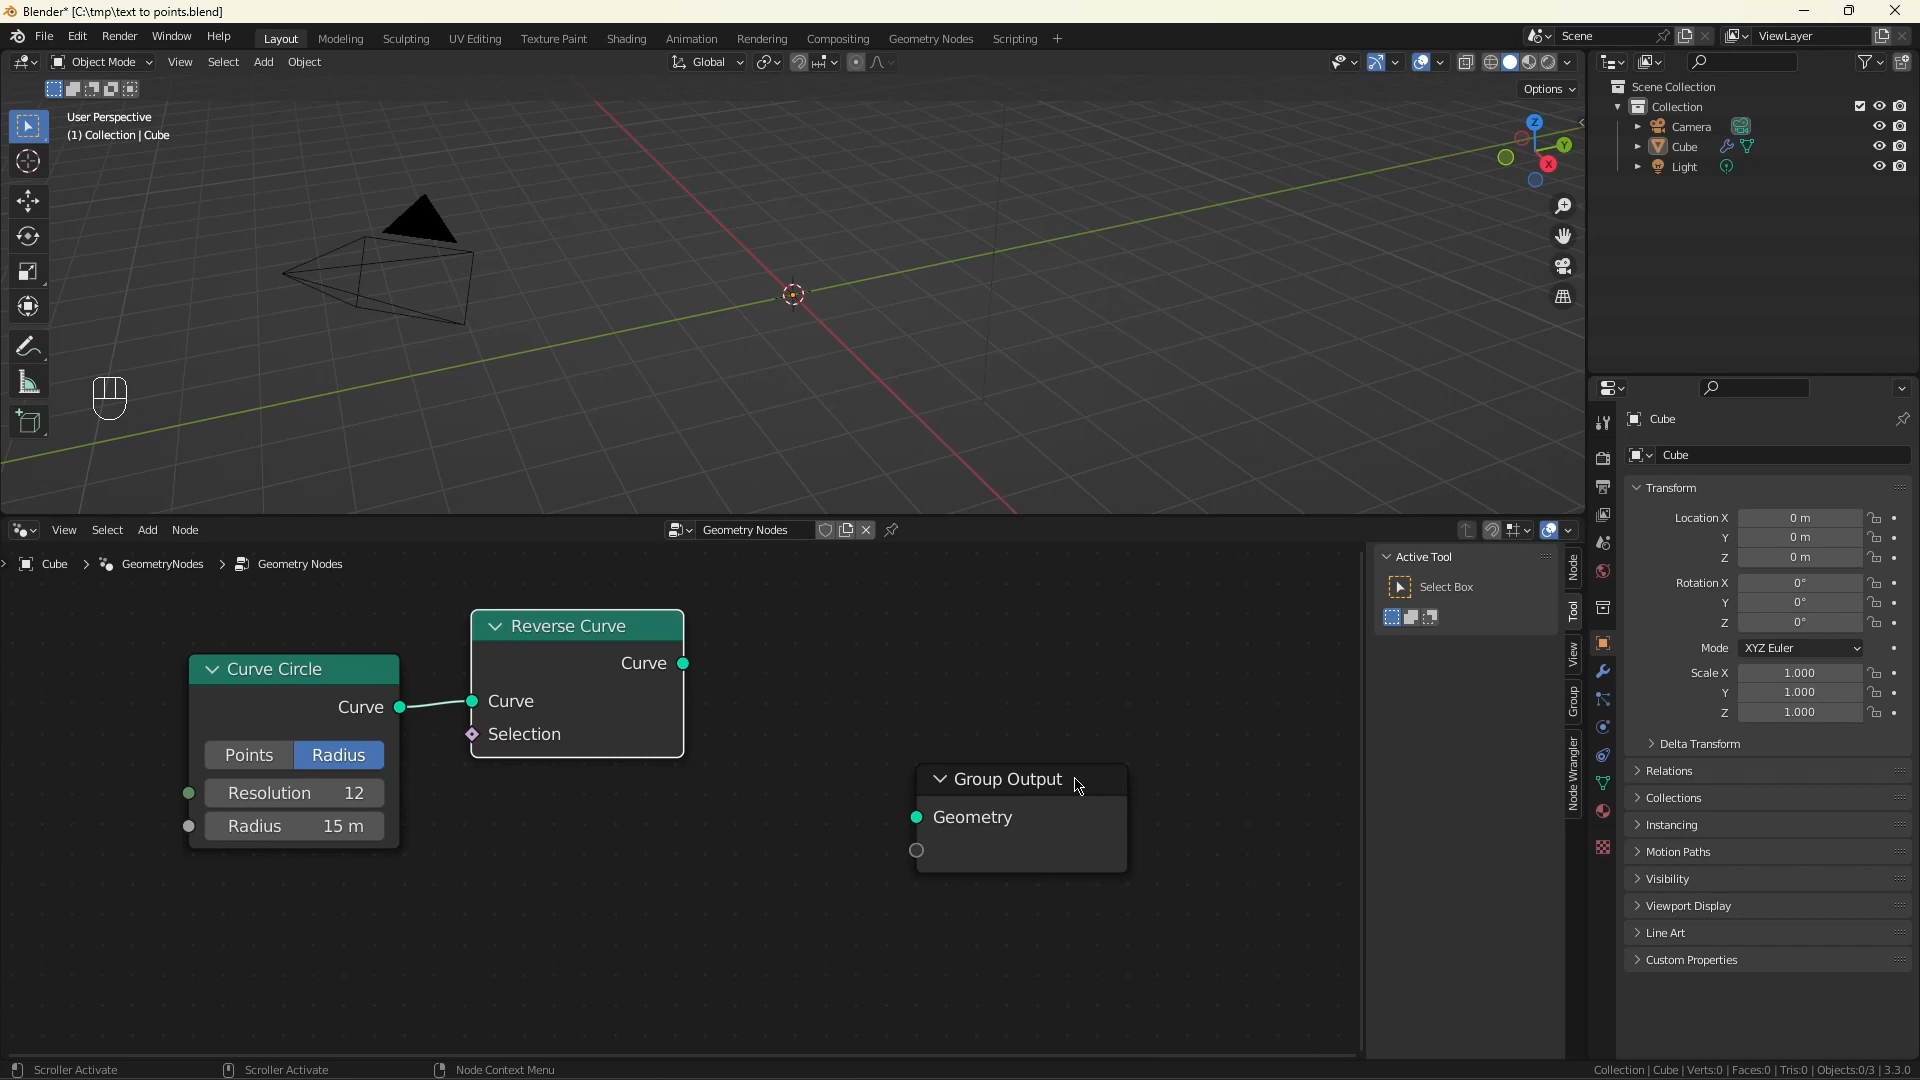 Blender* [C:\tmp\text to points.blend]
File Edit Render Window Help Layout Modeling Sculpting UV Editing Texture Paint Shading Animation Rendering Compositing Geometry Nodes Scripting + Scene ViewLayer
Object Mode View Select Add Object Global
Options
User Perspective
(1) Collection | Cube
Z
Y
X
Scene Collection
Collection
Camera
Cube
Light
View Select Add Node Geometry Nodes
Cube > GeometryNodes > Geometry Nodes
Curve Circle
Curve
Points Radius
Resolution 12
Radius 15 m
Reverse Curve
Curve
Curve
Selection
Group Output
Geometry
Active Tool
Select Box
Node
Tool
View
Group
Node Wrangler
Cube
Cube
Transform
Location X 0 m
Y 0 m
Z 0 m
Rotation X 0°
Y 0°
Z 0°
Mode XYZ Euler
Scale X 1.000
Y 1.000
Z 1.000
Delta Transform
Relations
Collections
Instancing
Motion Paths
Visibility
Viewport Display
Line Art
Custom Properties
Scroller Activate Scroller Activate Node Context Menu Collection | Cube | Verts:0 | Faces:0 | Tris:0 | Objects:0/3 | 3.3.0